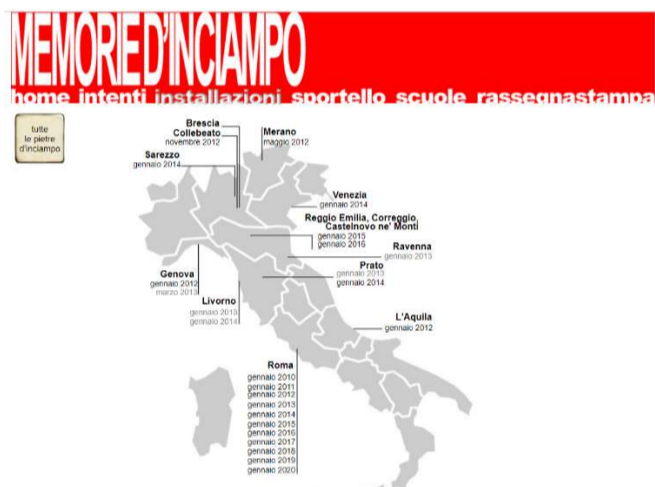 MEMORIE D'INCIAMPO
home intenti installazioni sportello scuole rassegnastampa
tutte
le pietre
d'inciampo
Brescia
Collebeato
novembre 2012
Merano
maggio 2012
Sarezzo
gennaio 2014
Venezia
gennaio 2014
Reggio Emilia, Correggio,
Castelnovo ne' Monti
gennaio 2015
gennaio 2016
Ravenna
gennaio 2013
Prato
gennaio 2013
gennaio 2014
Genova
gennaio 2012
marzo 2013
Livorno
gennaio 2013
gennaio 2014
L'Aquila
gennaio 2012
Roma
gennaio 2010
gennaio 2011
gennaio 2012
gennaio 2013
gennaio 2014
gennaio 2015
gennaio 2016
gennaio 2017
gennaio 2018
gennaio 2019
gennaio 2020